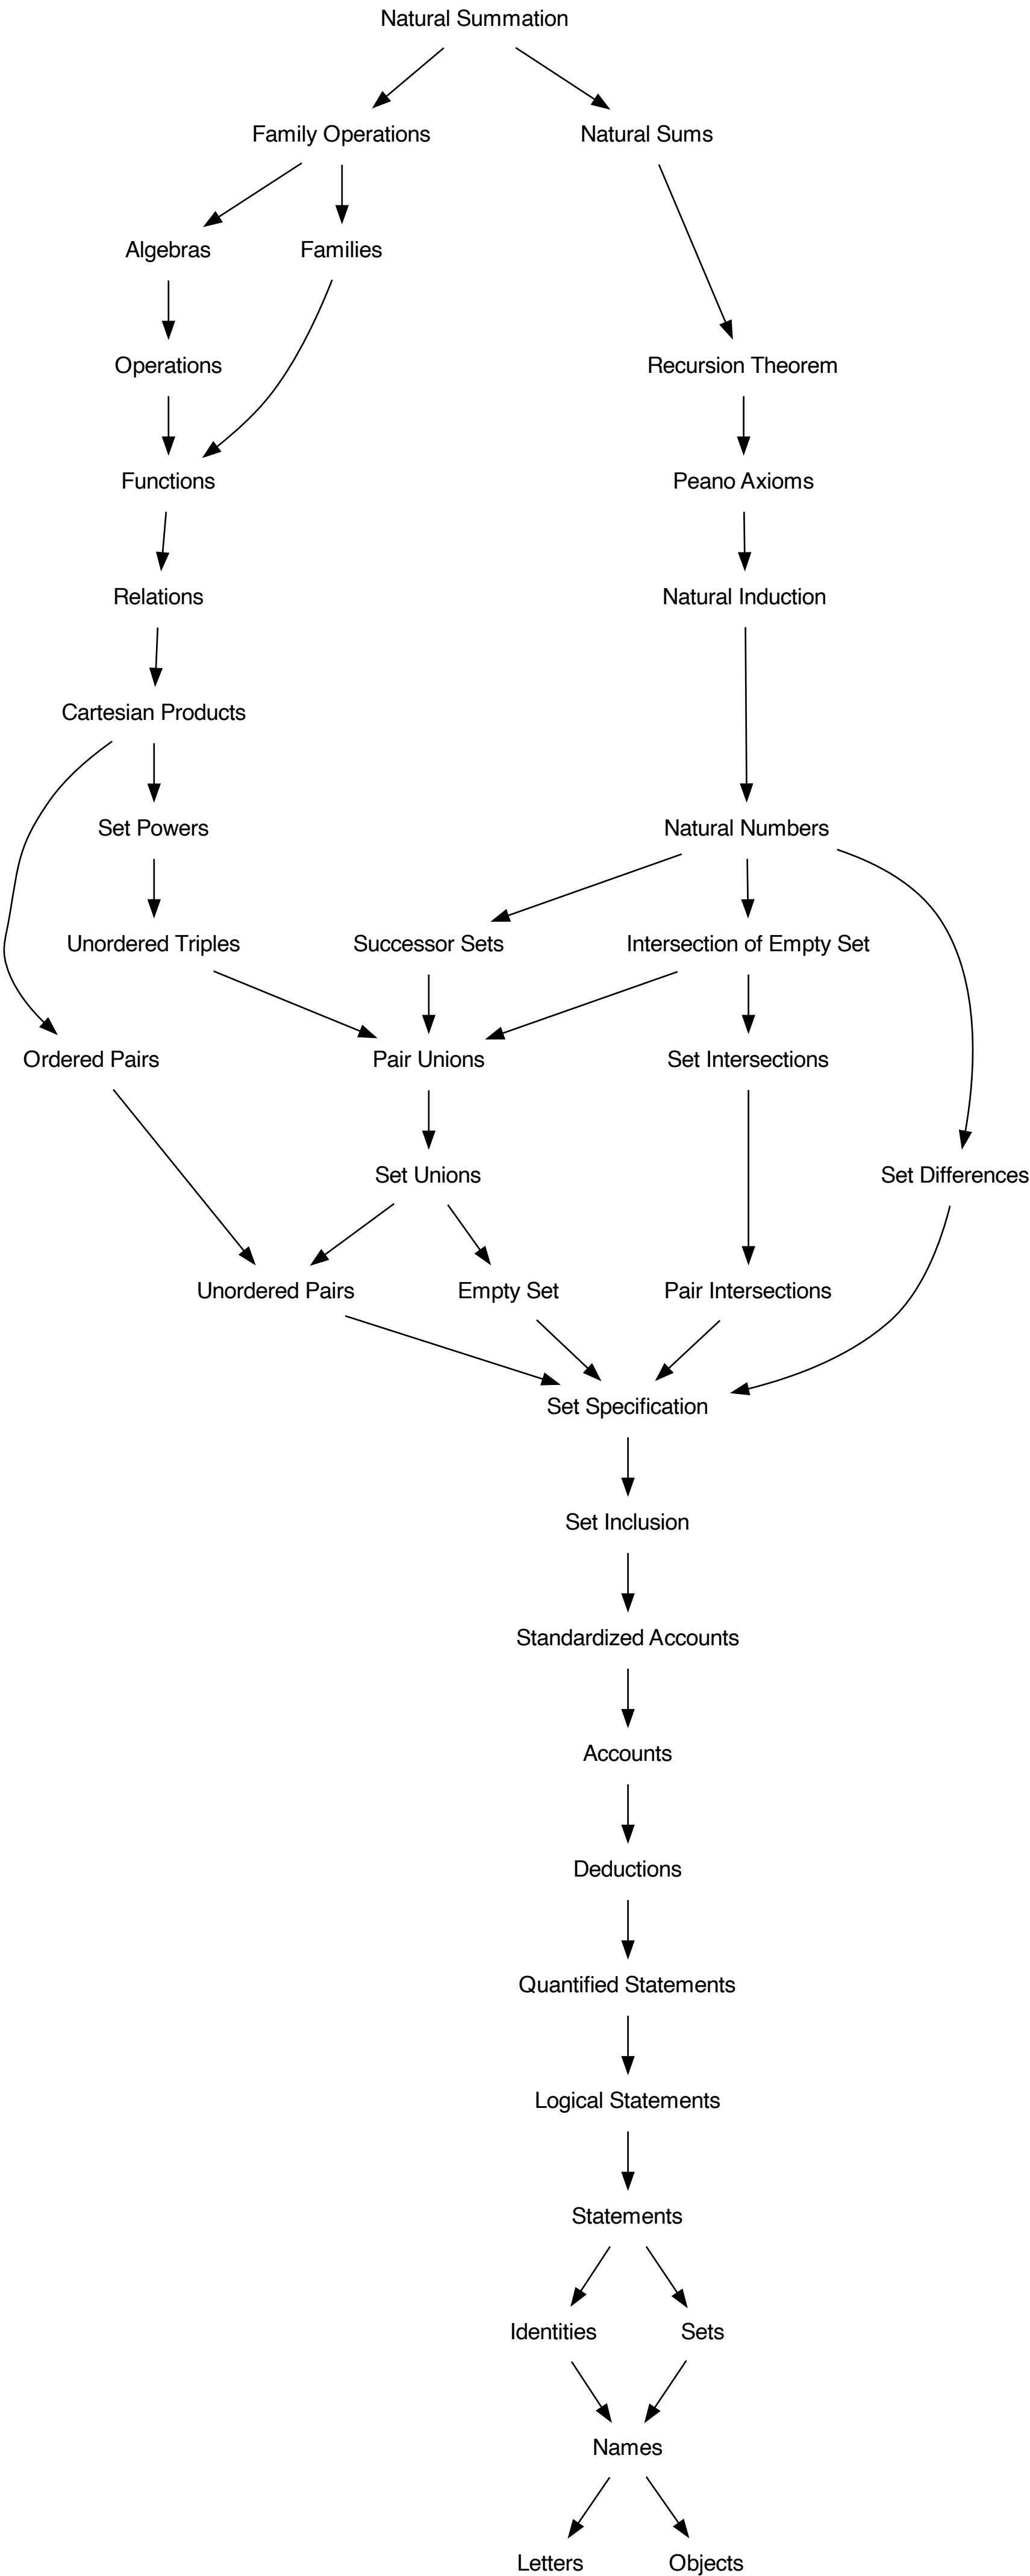 Natural Summation
Family Operations
Natural Sums
Algebras
Families
Operations
Recursion Theorem
Functions
Peano Axioms
Relations
Natural Induction
Cartesian Products
Set Powers
Natural Numbers
Unordered Triples
Successor Sets
Intersection of Empty Set
Ordered Pairs
Pair Unions
Set Intersections
Set Unions
Set Differences
Unordered Pairs
Empty Set
Pair Intersections
Set Specification
Set Inclusion
Standardized Accounts
Accounts
Deductions
Quantified Statements
Logical Statements
Statements
Identities
Sets
Names
Letters
Objects